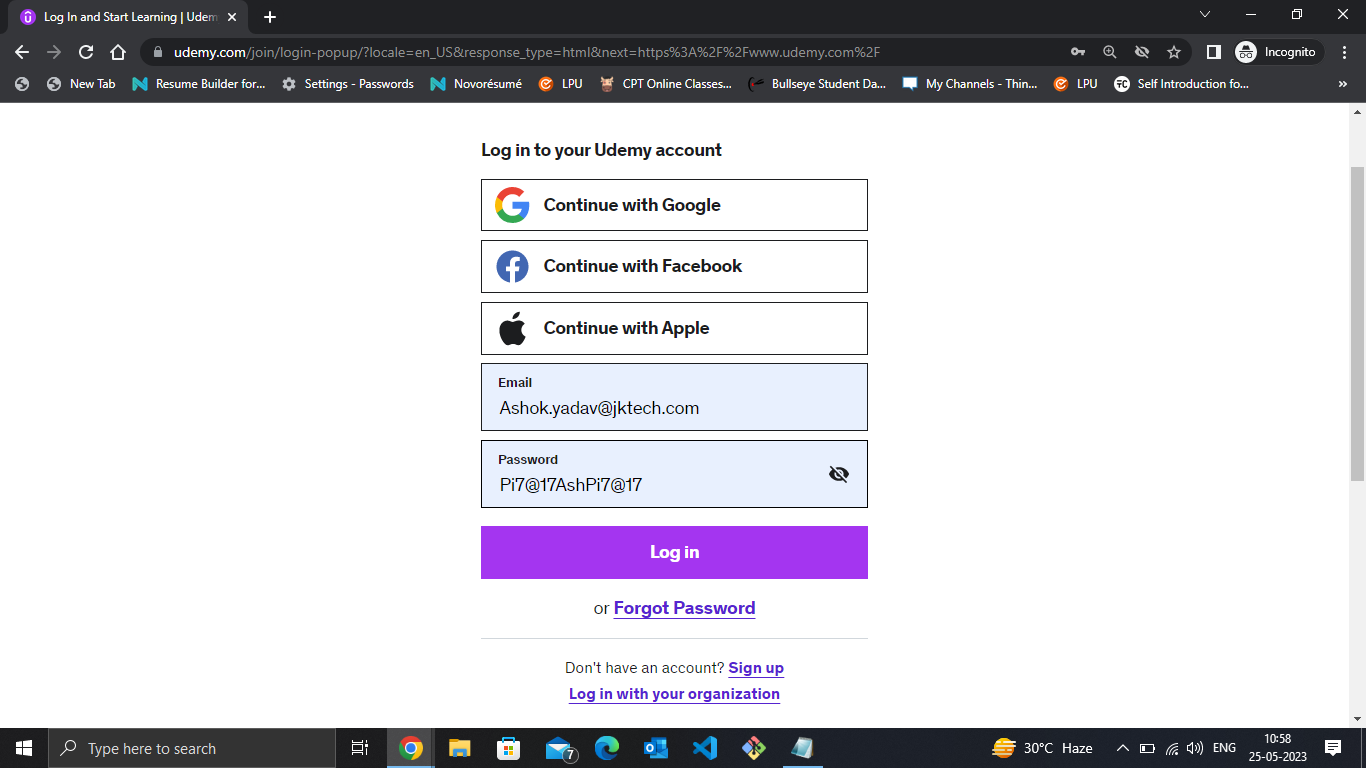 Log In and Start Learning | Udem
udemy.com/join/login-popup/?locale=en_US&response_type=html&next=https%3A%2F%2Fwww.udemy.com%2F
Incognito
New Tab
Resume Builder for...
Settings - Passwords
Novorésumé
LPU
CPT Online Classes...
Bullseye Student Da...
My Channels - Thin...
LPU
TC
Self Introduction fo...
»
Log in to your Udemy account
Continue with Google
Continue with Facebook
Continue with Apple
Email
Ashok.yadav@jktech.com
Password
Pi7@17AshPi7@17
Log in
or Forgot Password
Don't have an account? Sign up
Log in with your organization
Type here to search
7
30°C Haze
ENG
10:58
25-05-2023